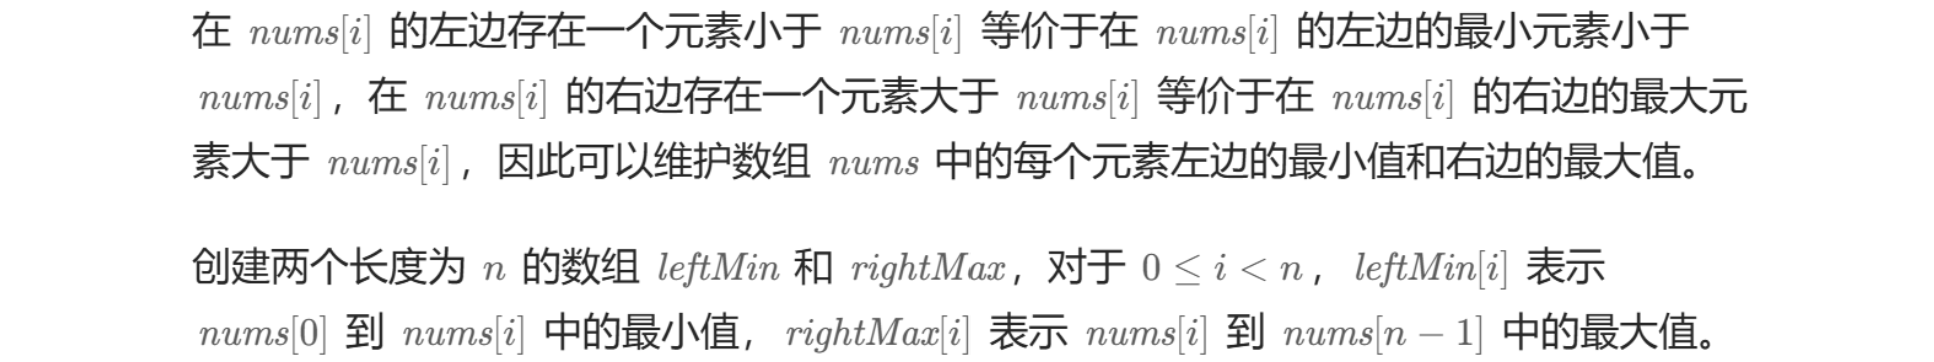 在 nums[i] 的左边存在一个元素小于 nums[i] 等价于在 nums[i] 的左边的最小元素小于
nums[i]，在 nums[i] 的右边存在一个元素大于 nums[i] 等价于在 nums[i] 的右边的最大元
素大于 nums[i]，因此可以维护数组 nums 中的每个元素左边的最小值和右边的最大值。
创建两个长度为 n 的数组 leftMin 和 rightMax，对于 0 ≤ i < n，leftMin[i] 表示
nums[0] 到 nums[i] 中的最小值，rightMax[i] 表示 nums[i] 到 nums[n − 1] 中的最大值。